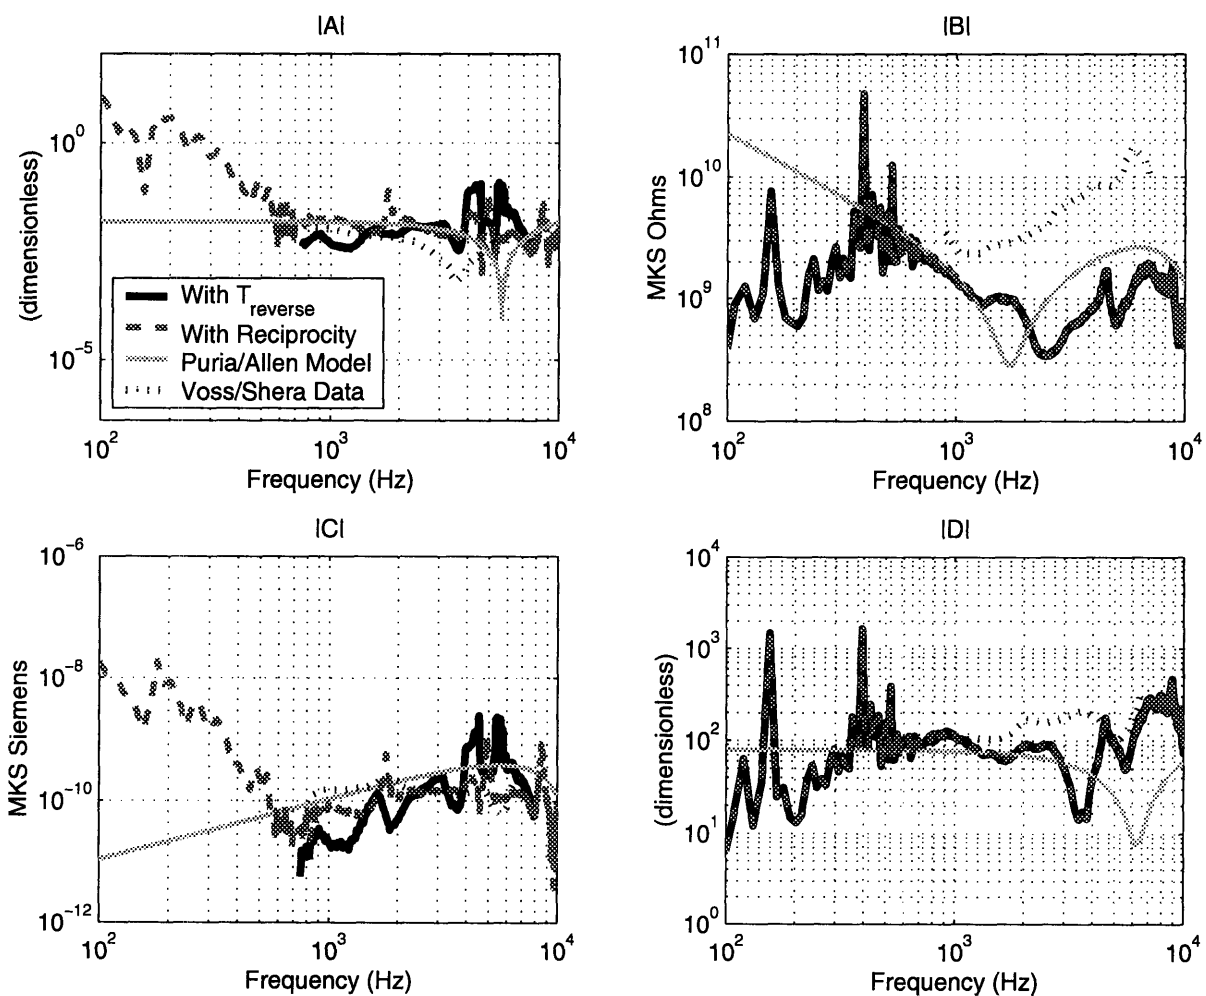 |A|
10^0
10^-5
(dimensionless)
With T_reverse
With Reciprocity
Puria/Allen Model
Voss/Shera Data
10^2
10^3
10^4
Frequency (Hz)
|B|
10^11
10^10
10^9
10^8
MKS Ohms
10^2
10^3
10^4
Frequency (Hz)
|C|
10^-6
10^-8
10^-10
10^-12
MKS Siemens
10^2
10^3
10^4
Frequency (Hz)
|D|
10^4
10^3
10^2
10^1
10^0
(dimensionless)
10^2
10^3
10^4
Frequency (Hz)